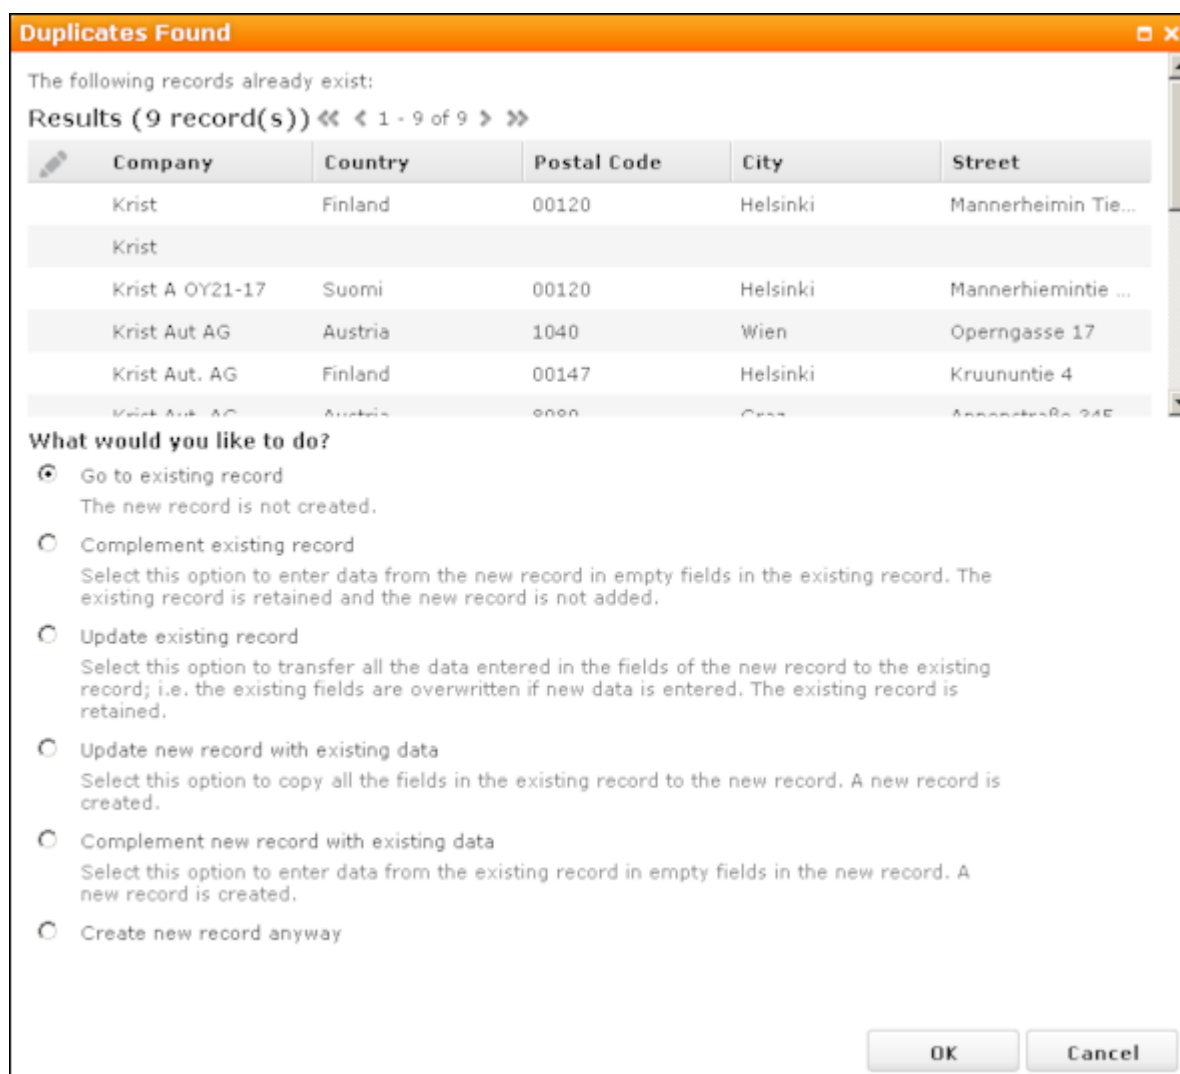 Duplicates Found
The following records already exist:
Results (9 record(s)) 1 - 9 of 9
Company Country Postal Code City Street
Krist Finland 00120 Helsinki Mannerheimin Tie...
Krist
Krist A OY21-17 Suomi 00120 Helsinki Mannerhiemintie ...
Krist Aut AG Austria 1040 Wien Operngasse 17
Krist Aut. AG Finland 00147 Helsinki Kruununtie 4
Krist Aut. AG Austria 8080 Graz
What would you like to do?
Go to existing record
The new record is not created.
Complement existing record
Select this option to enter data from the new record in empty fields in the existing record. The
existing record is retained and the new record is not added.
Update existing record
Select this option to transfer all the data entered in the fields of the new record to the existing
record; i.e. the existing fields are overwritten if new data is entered. The existing record is
retained.
Update new record with existing data
Select this option to copy all the fields in the existing record to the new record. A new record is
created.
Complement new record with existing data
Select this option to enter data from the existing record in empty fields in the new record. A
new record is created.
Create new record anyway
OK Cancel